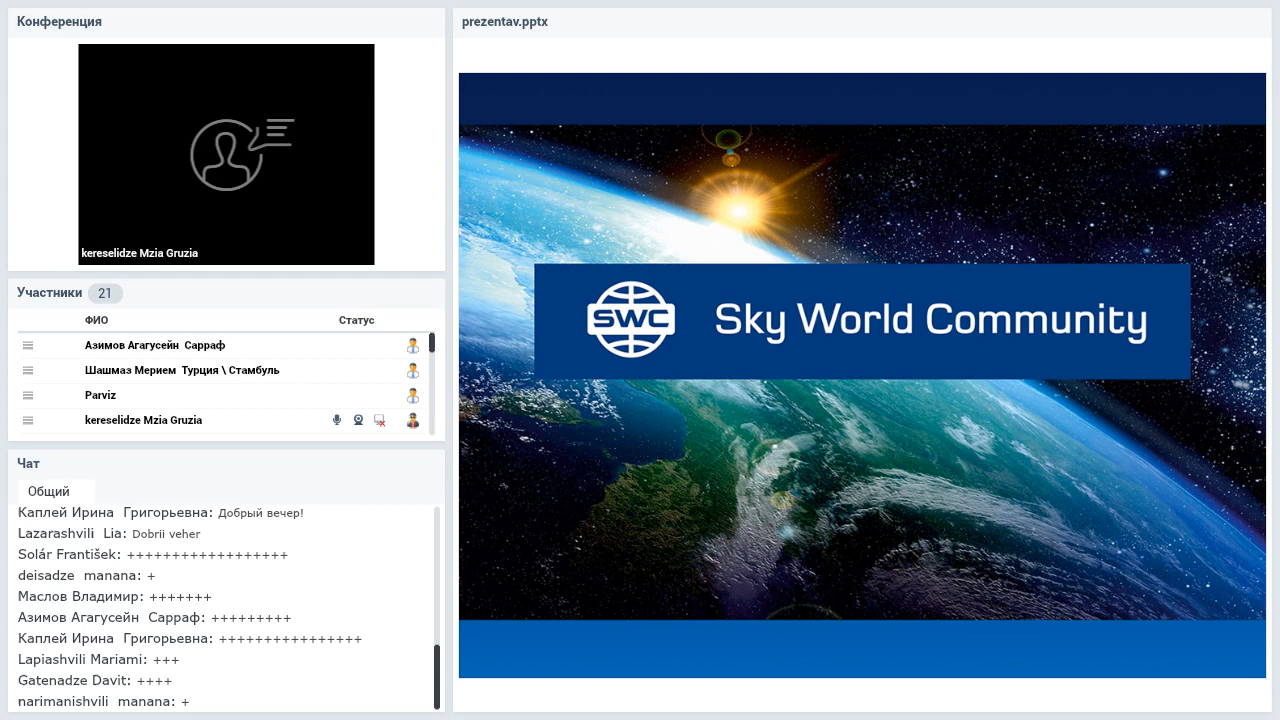 Конференция
kereselidze Mzia Gruzia
Участники 21
ФИО Статус
Азимов Агагусейн Сарраф
Шашмаз Мерием Турция \ Стамбуль
Parviz
kereselidze Mzia Gruzia
Чат
Общий
Каплей Ирина Григорьевна: Добрый вечер!
Lazarashvili Lia: Dobrii veher
Solár František: ++++++++++++++++++
deisadze manana: +
Маслов Владимир: +++++++
Азимов Агагусейн Сарраф: +++++++++
Каплей Ирина Григорьевна: ++++++++++++++++
Lapiashvili Mariami: +++
Gatenadze Davit: ++++
narimanishvili manana: +
prezentav.pptx
SWC Sky World Community